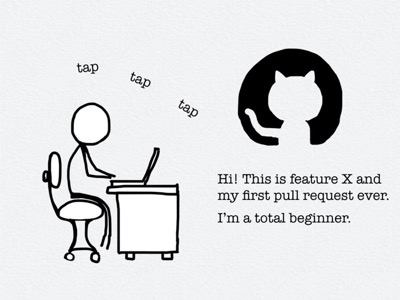 tap
tap
tap
Hi! This is feature X and
my first pull request ever.
I'm a total beginner.